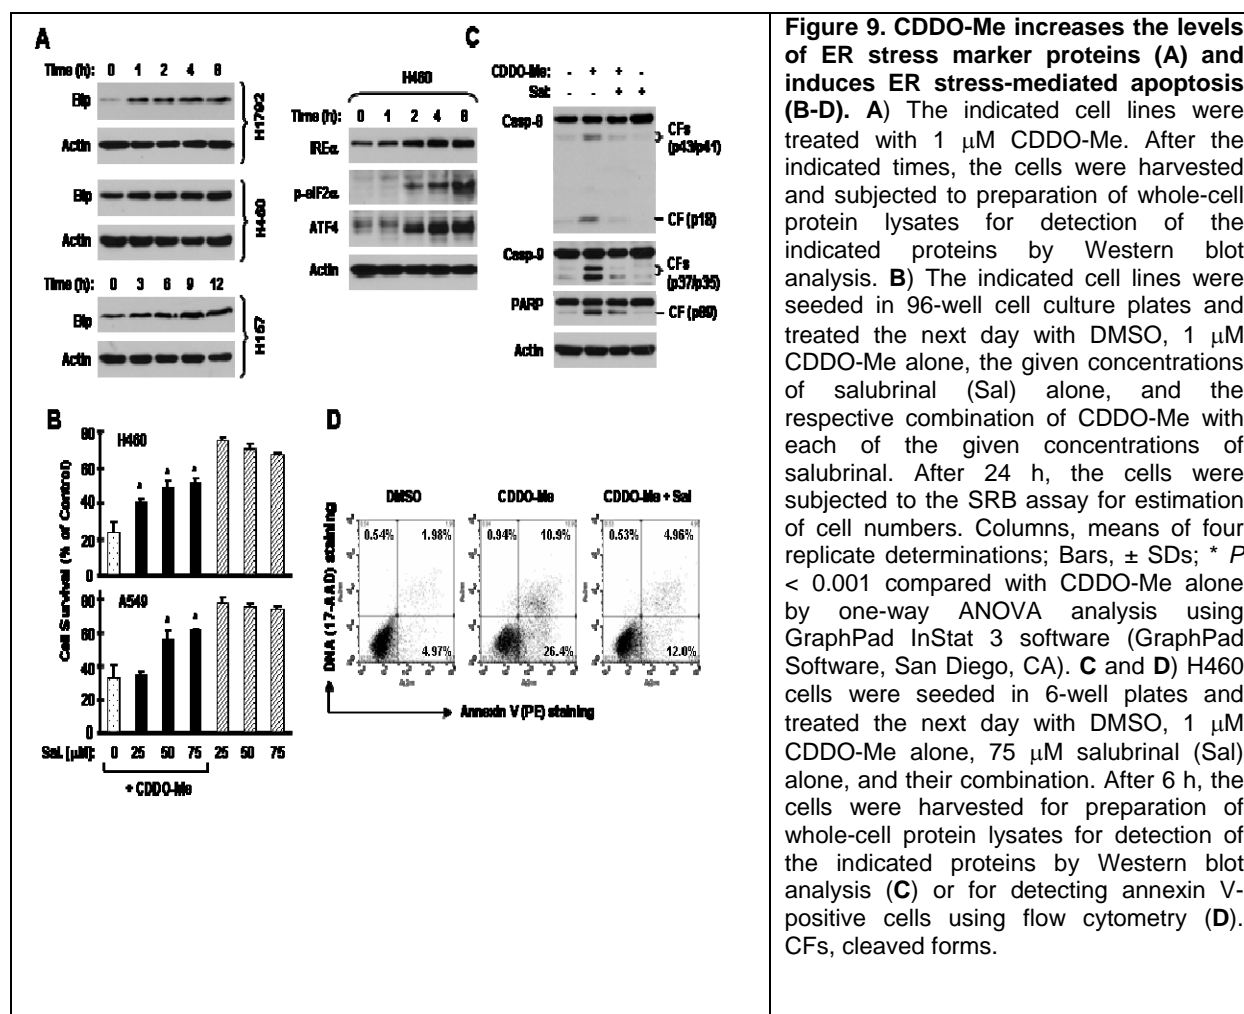 A
Time (h): 0 1 2 4 8
Bip
Actin
H1792
Bip
Actin
H460
Time (h): 0 3 6 9 12
Bip
Actin
H157
H460
Time (h): 0 1 2 4 8
IREα
p-eIF2α
ATF4
Actin
C
CDDO-Me: - + + -
Sal: - - + +
Casp-8
CFs
(p43/p41)
CF (p18)
Casp-9
CFs
(p37/p35)
PARP
CF (p89)
Actin
B
Cell Survival (% of Control)
H460
80
60
40
20
0
a a a
A549
80
60
40
20
0
a a
Sal. [μM]: 0 25 50 75 25 50 75
+ CDDO-Me
D
DMSO CDDO-Me CDDO-Me + Sal
DNA (17-AAD) staining
0.54% 1.98% 0.94% 10.9% 0.53% 4.96%
4.97% 26.4% 12.0%
Annexin V (PE) staining
Figure 9. CDDO-Me increases the levels
of ER stress marker proteins (A) and
induces ER stress-mediated apoptosis
(B-D). A) The indicated cell lines were
treated with 1 μM CDDO-Me. After the
indicated times, the cells were harvested
and subjected to preparation of whole-cell
protein lysates for detection of the
indicated proteins by Western blot
analysis. B) The indicated cell lines were
seeded in 96-well cell culture plates and
treated the next day with DMSO, 1 μM
CDDO-Me alone, the given concentrations
of salubrinal (Sal) alone, and the
respective combination of CDDO-Me with
each of the given concentrations of
salubrinal. After 24 h, the cells were
subjected to the SRB assay for estimation
of cell numbers. Columns, means of four
replicate determinations; Bars, ± SDs; * P
< 0.001 compared with CDDO-Me alone
by one-way ANOVA analysis using
GraphPad InStat 3 software (GraphPad
Software, San Diego, CA). C and D) H460
cells were seeded in 6-well plates and
treated the next day with DMSO, 1 μM
CDDO-Me alone, 75 μM salubrinal (Sal)
alone, and their combination. After 6 h, the
cells were harvested for preparation of
whole-cell protein lysates for detection of
the indicated proteins by Western blot
analysis (C) or for detecting annexin V-
positive cells using flow cytometry (D).
CFs, cleaved forms.